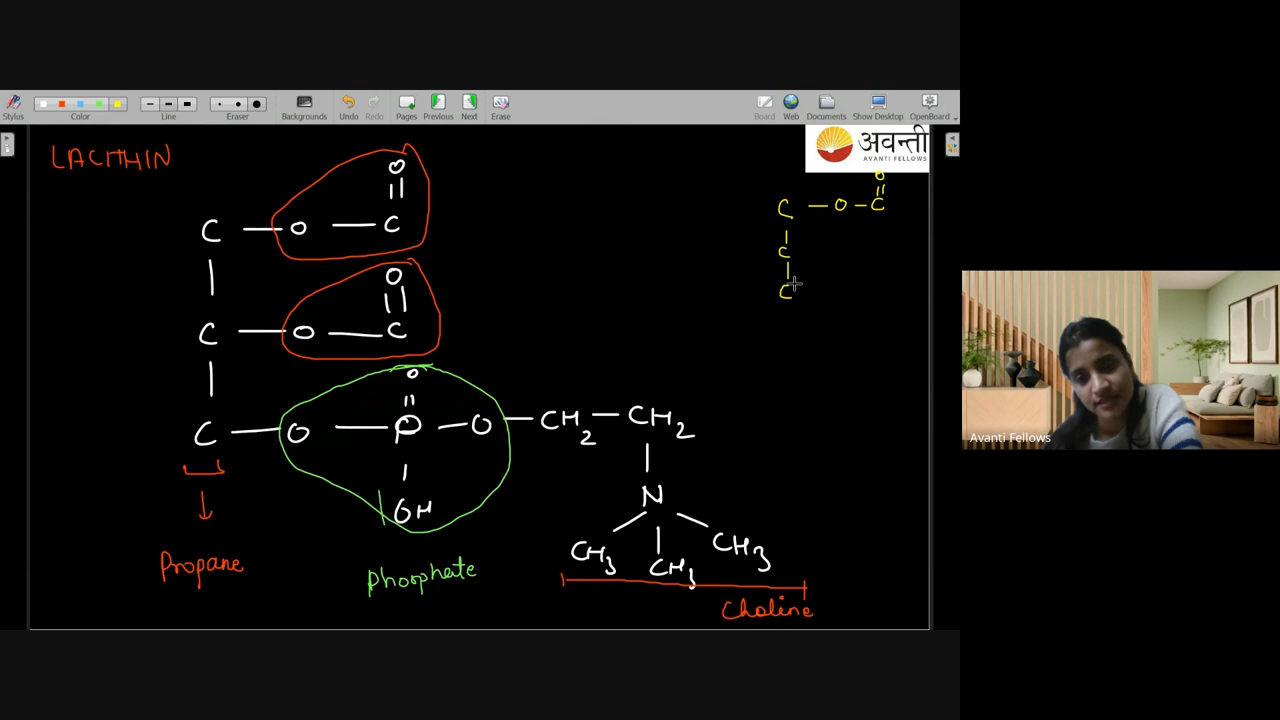 Stylus
Color
Line
Eraser
Backgrounds
Undo
Redo
Pages
Previous
Next
Erase
Board
Web
Documents
Show Desktop
OpenBoard
LACITHIN
अवन्ती
AVANTI FELLOWS
O
||
C — O — C
O
||
C — O — C
|
C
|
C
O
||
C — O — C
O
||
C — O — P — O — CH2 — CH2
|
OH
N
CH3
CH3
CH3
Propane
phosphate
Choline
Avanti Fellows